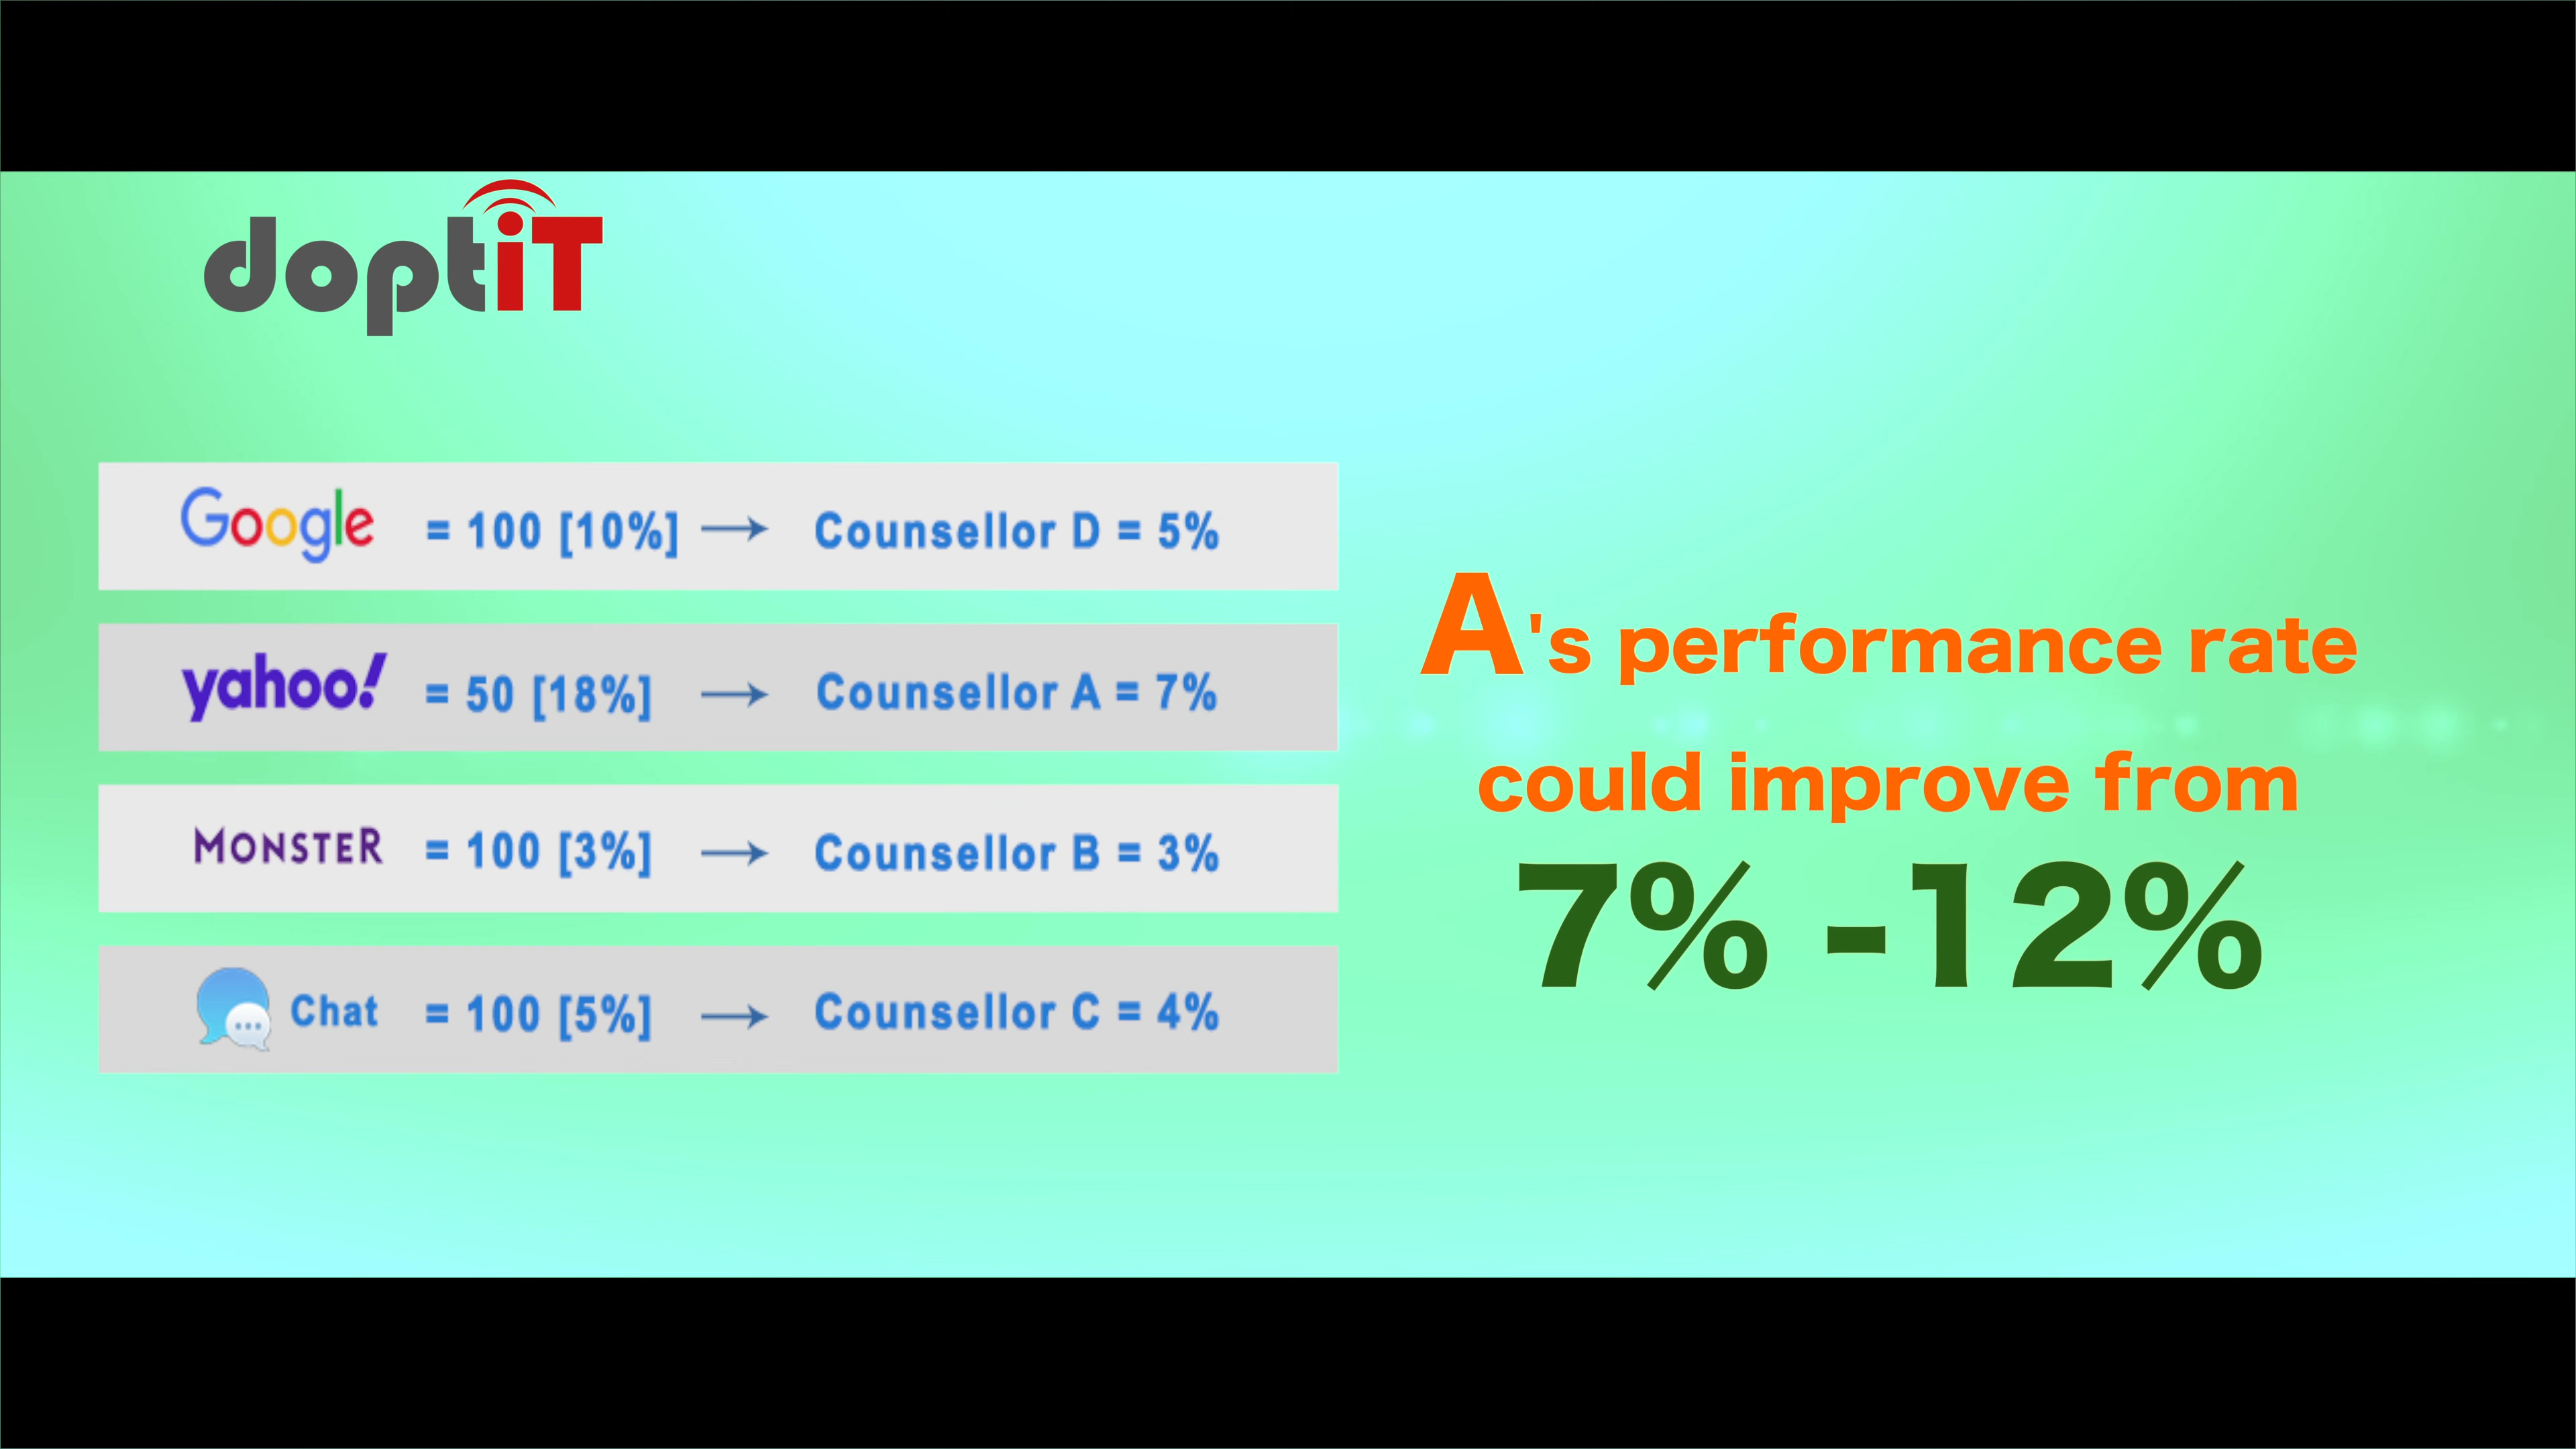 doptiT
Google = 100 [10%] → Counsellor D = 5%
yahoo! = 50 [18%] → Counsellor A = 7%
MONSTER = 100 [3%] → Counsellor B = 3%
Chat = 100 [5%] → Counsellor C = 4%
A's performance rate
could improve from
7% -12%